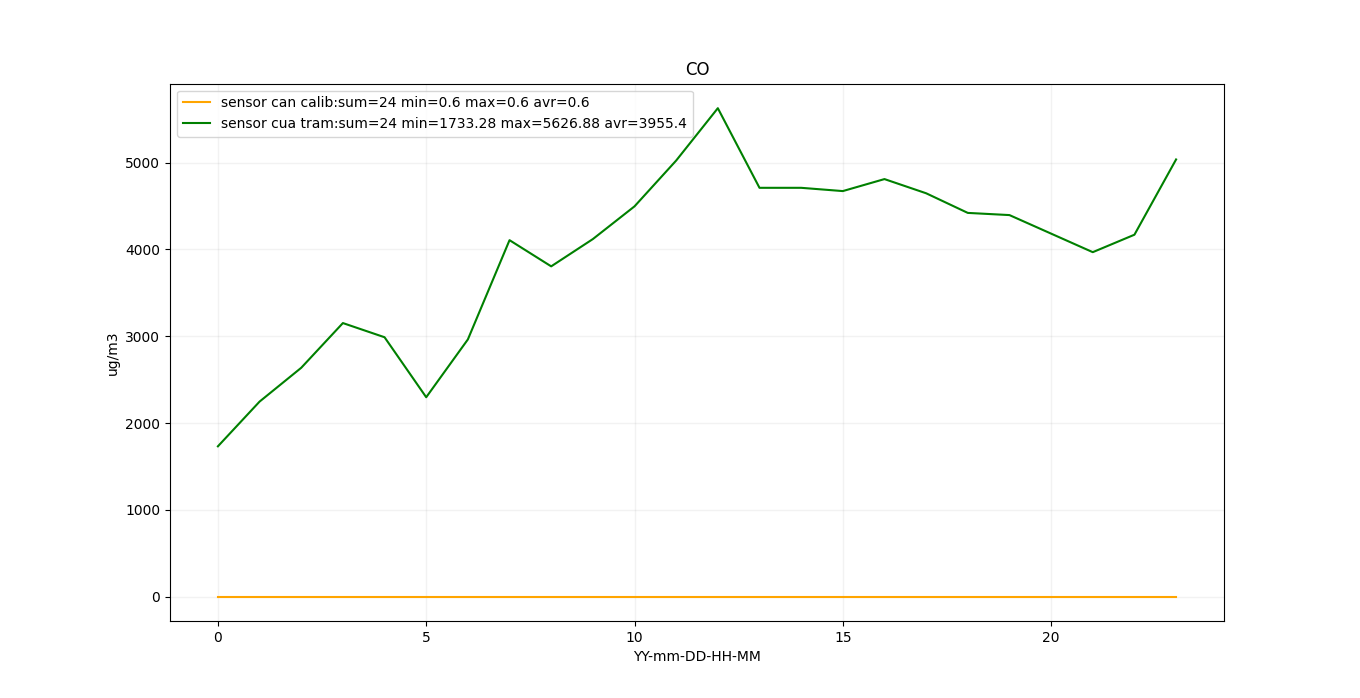 CO
sensor can calib:sum=24 min=0.6 max=0.6 avr=0.6
sensor cua tram:sum=24 min=1733.28 max=5626.88 avr=3955.4
ug/m3
5000
4000
3000
2000
1000
0
0 5 10 15 20
YY-mm-DD-HH-MM